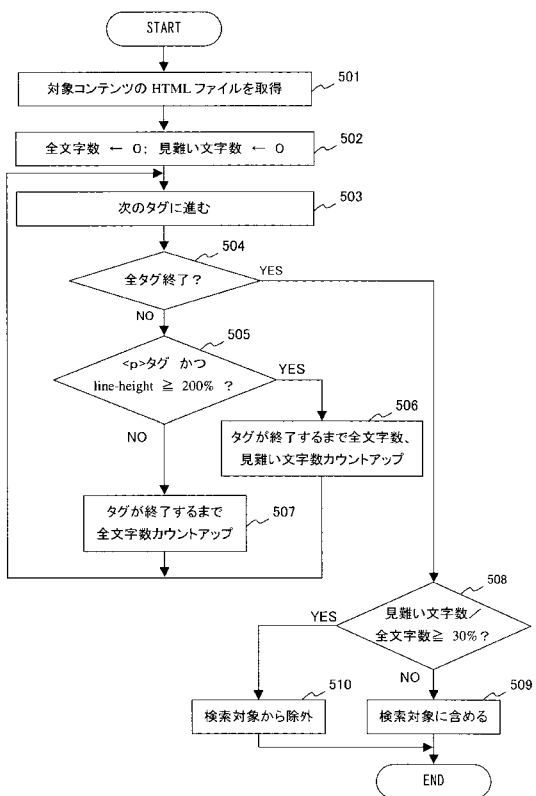 START
対象コンテンツの HTML ファイルを取得
501
全文字数 ← 0; 見難い文字数 ← 0
502
次のタグに進む
503
504
全タグ終了?
YES
NO
505
<p>タグ かつ
line-height ≧ 200% ?
YES
NO
506
タグが終了するまで全文字数、
見難い文字数カウントアップ
タグが終了するまで
全文字数カウントアップ
507
508
見難い文字数/
全文字数≧ 30%?
YES
NO
510
検索対象から除外
509
検索対象に含める
END